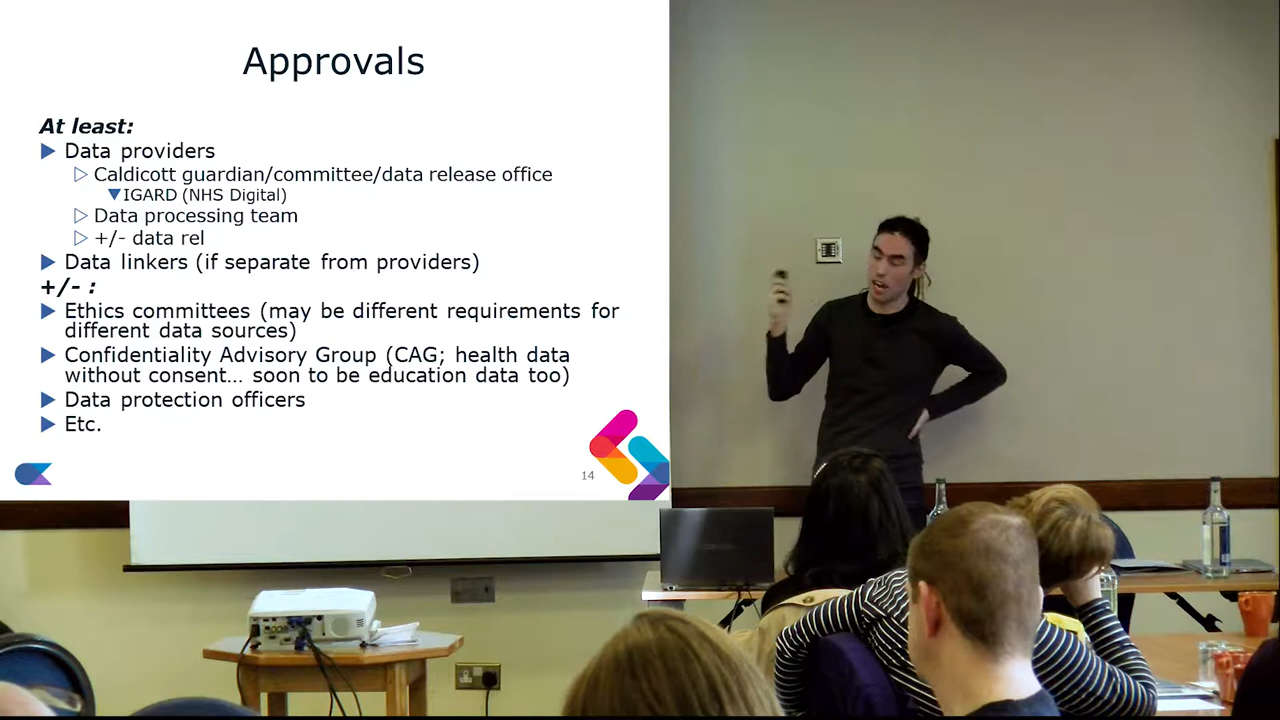 Approvals
At least:
Data providers
Caldicott guardian/committee/data release office
IGARD (NHS Digital)
Data processing team
+/- data rel
Data linkers (if separate from providers)
+/- :
Ethics committees (may be different requirements for
different data sources)
Confidentiality Advisory Group (CAG; health data
without consent... soon to be education data too)
Data protection officers
Etc.
14